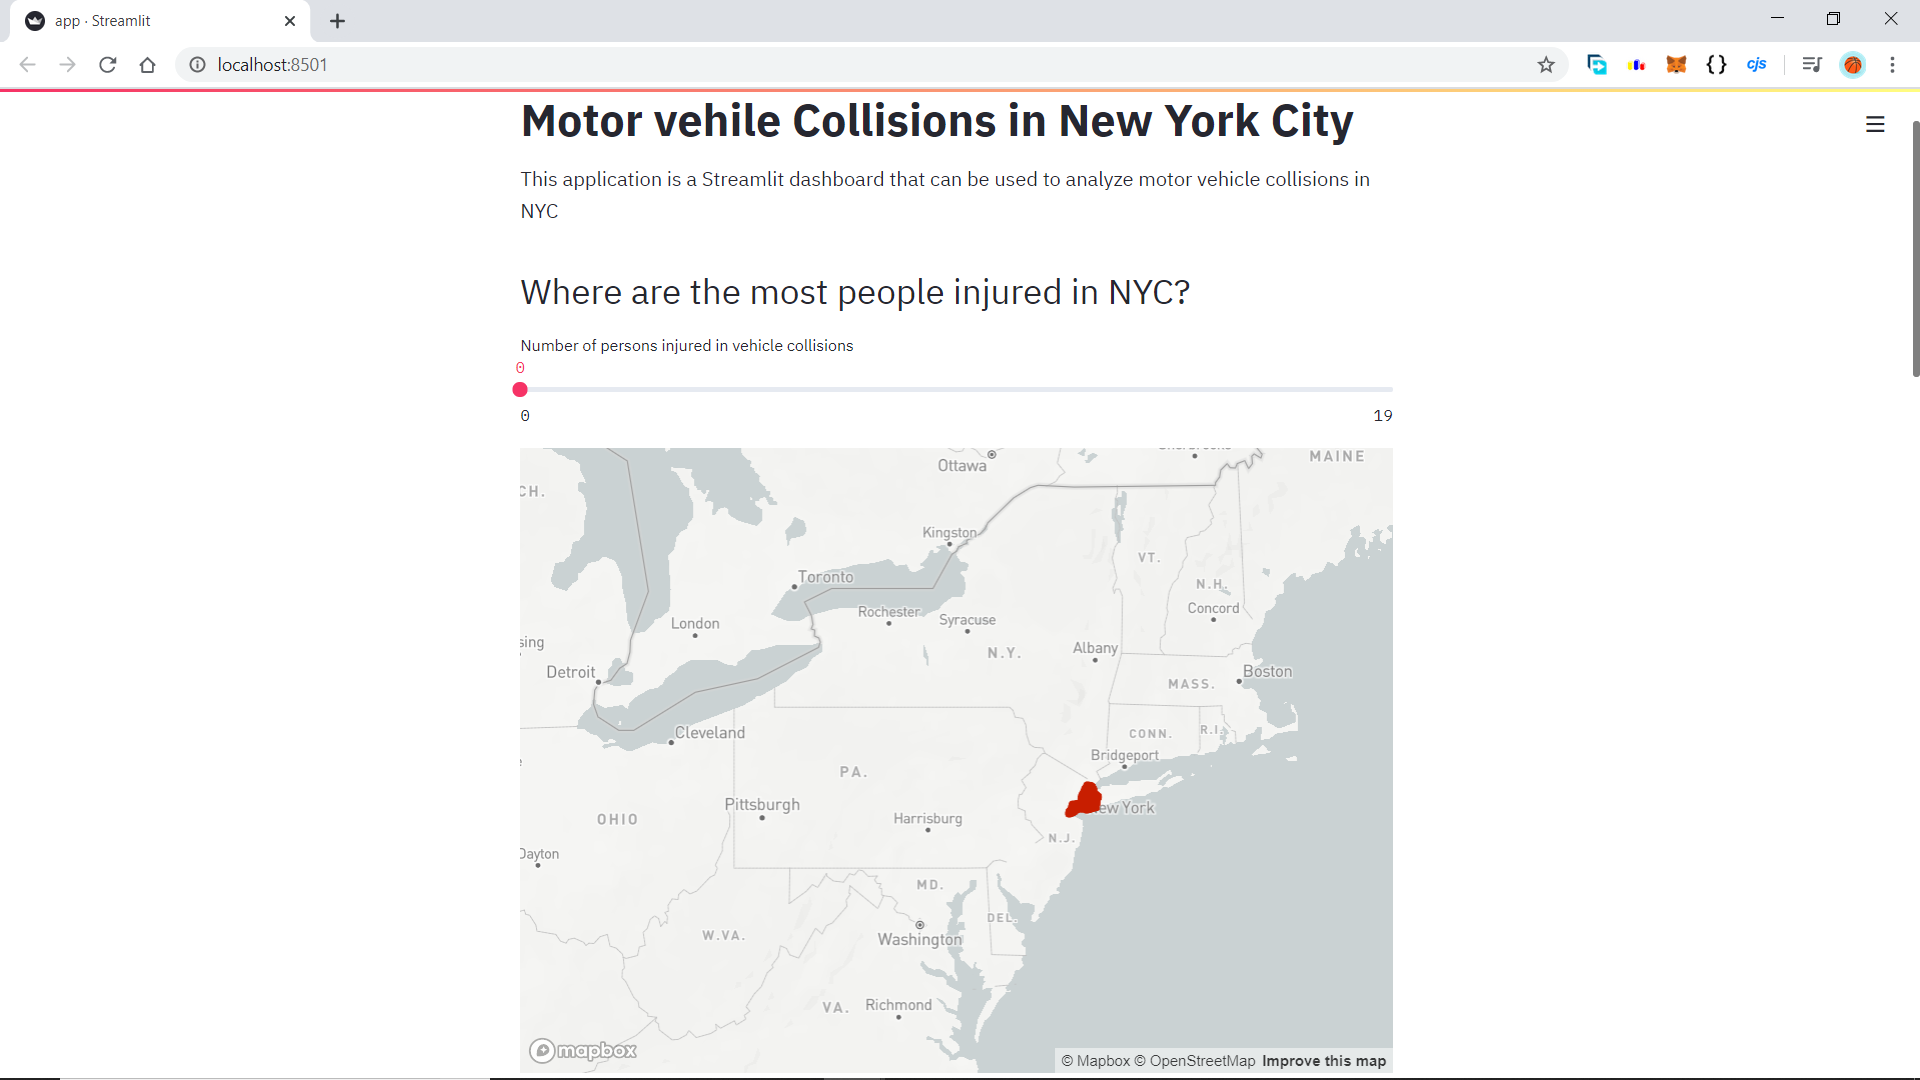 app · Streamlit
localhost:8501
cjs
Motor vehile Collisions in New York City
This application is a Streamlit dashboard that can be used to analyze motor vehicle collisions in
NYC
Where are the most people injured in NYC?
Number of persons injured in vehicle collisions
0
0 19
Ottawa
MAINE
CH.
Kingston
VT.
Toronto
N.H.
Rochester
Concord
London
Syracuse
sing
N.Y.
Albany
Detroit
Boston
MASS.
Cleveland
CONN.
R.I.
Bridgeport
PA.
Pittsburgh
ew York
OHIO
Harrisburg
N.J.
Dayton
MD.
DEL.
W.VA.
Washington
VA.
Richmond
mapbox
© Mapbox © OpenStreetMap Improve this map